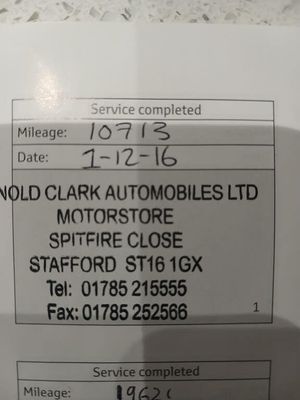 Service completed
Mileage: 10713
Date: 1-12-16
NOLD CLARK AUTOMOBILES LTD
MOTORSTORE
SPITFIRE CLOSE
STAFFORD ST16 1GX
Tel: 01785 215555
Fax: 01785 252566
1
Service completed
Mileage: